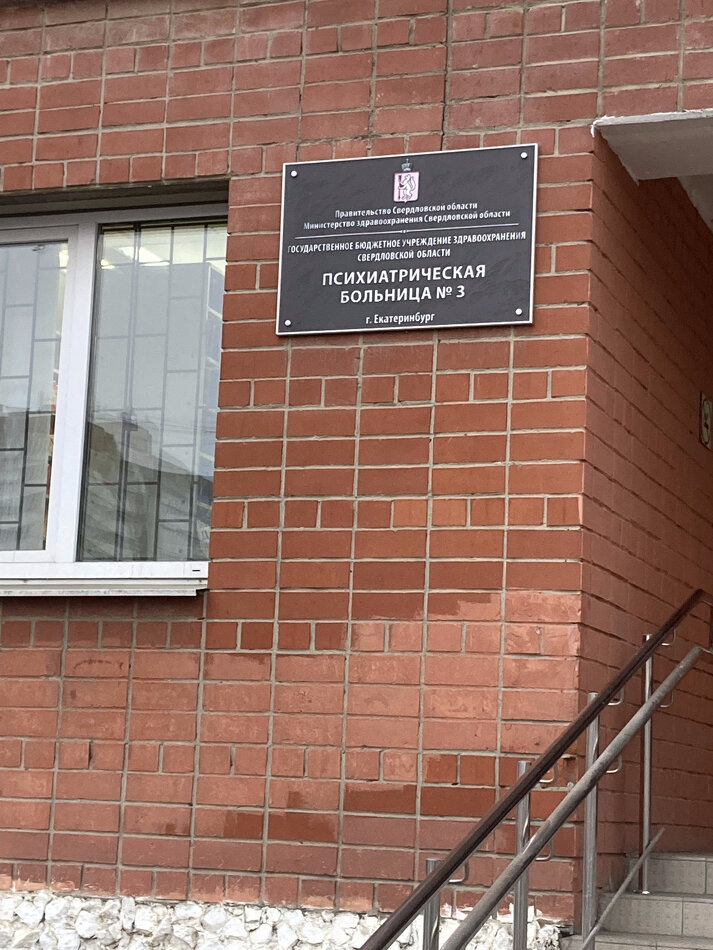 Правительство Свердловской области
Министерство здравоохранения Свердловской области
ГОСУДАРСТВЕННОЕ БЮДЖЕТНОЕ УЧРЕЖДЕНИЕ ЗДРАВООХРАНЕНИЯ
СВЕРДЛОВСКОЙ ОБЛАСТИ
ПСИХИАТРИЧЕСКАЯ
БОЛЬНИЦА № 3
г. Екатеринбург